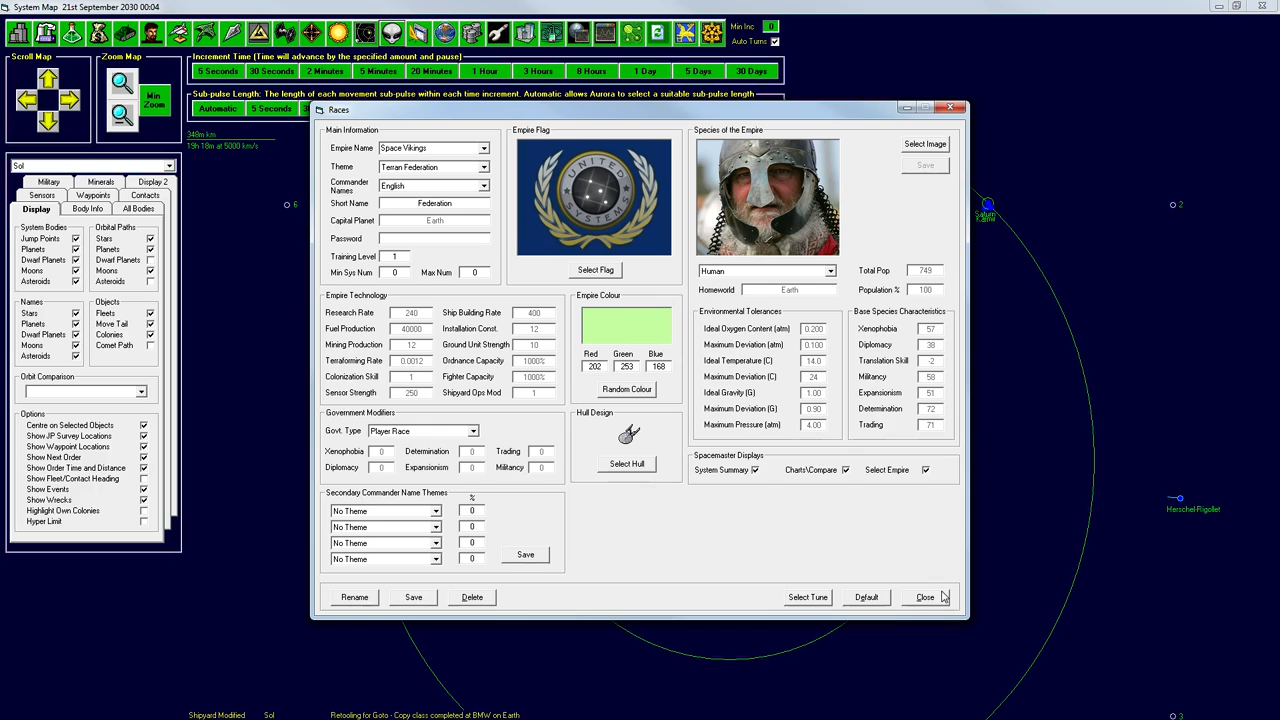 System Map 21st September 2030 00:04
Min Inc 0
Auto Turns
Scroll Map
Zoom Map
Min Zoom
Increment Time (Time will advance by the specified amount and pause)
5 Seconds 30 Seconds 2 Minutes 5 Minutes 20 Minutes 1 Hour 3 Hours 8 Hours 1 Day 5 Days 30 Days
Sub-pulse Length: The length of each movement sub-pulse within each time increment. Automatic allows Aurora to select a suitable sub-pulse length
Automatic 5 Seconds
348m km
19h 18m at 5000 km/s
Sol
Military Minerals Display 2
Sensors Waypoints Contacts
Display Body Info All Bodies
System Bodies
Jump Points
Planets
Dwarf Planets
Moons
Asteroids
Orbital Paths
Stars
Planets
Dwarf Planets
Moons
Asteroids
Names
Stars
Planets
Dwarf Planets
Moons
Asteroids
Objects
Fleets
Move Tail
Colonies
Comet Path
Orbit Comparison
Options
Centre on Selected Objects
Show JP Survey Locations
Show Waypoint Locations
Show Next Order
Show Order Time and Distance
Show Fleet/Contact Heading
Show Events
Show Wrecks
Highlight Own Colonies
Hyper Limit
6
Races
Main Information
Empire Name Space Vikings
Theme Terran Federation
Commander Names English
Short Name Federation
Capital Planet Earth
Password
Training Level 1
Min Sys Num 0 Max Num 0
Empire Flag
UNITED
SYSTEMS
Select Flag
Species of the Empire
Select Image
Save
Human
Total Pop 749
Homeworld Earth
Population % 100
Empire Technology
Research Rate 240 Ship Building Rate 400
Fuel Production 40000 Installation Const. 12
Mining Production 12 Ground Unit Strength 10
Terraforming Rate 0.0012 Ordnance Capacity 1000%
Colonization Skill 1 Fighter Capacity 1000%
Sensor Strength 250 Shipyard Ops Mod 1
Empire Colour
Red Green Blue
202 253 168
Random Colour
Environmental Tolerances
Ideal Oxygen Content (atm) 0.200
Maximum Deviation (atm) 0.100
Ideal Temperature (C) 14.0
Maximum Deviation (C) 24
Ideal Gravity (G) 1.00
Maximum Deviation (G) 0.90
Maximum Pressure (atm) 4.00
Base Species Characteristics
Xenophobia 57
Diplomacy 38
Translation Skill -2
Militancy 58
Expansionism 51
Determination 72
Trading 71
Government Modifiers
Govt. Type Player Race
Xenophobia 0 Determination 0 Trading 0
Diplomacy 0 Expansionism 0 Militancy 0
Hull Design
Select Hull
Spacemaster Displays
System Summary Charts\Compare Select Empire
Secondary Commander Name Themes %
No Theme 0
No Theme 0
No Theme 0
No Theme 0
Save
Rename Save Delete Select Tune Default Close
Saturn
2
Herschel-Rigollet
3
Shipyard Modified Sol Retooling for Goto - Copy class completed at BMW on Earth